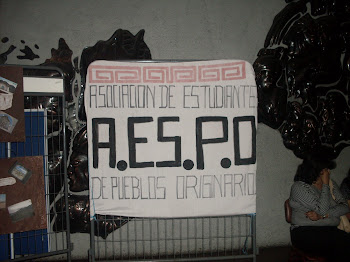 ASOCIACION DE ESTUDIANTES
A.ES.P.O
DE PUEBLOS ORIGINARIO